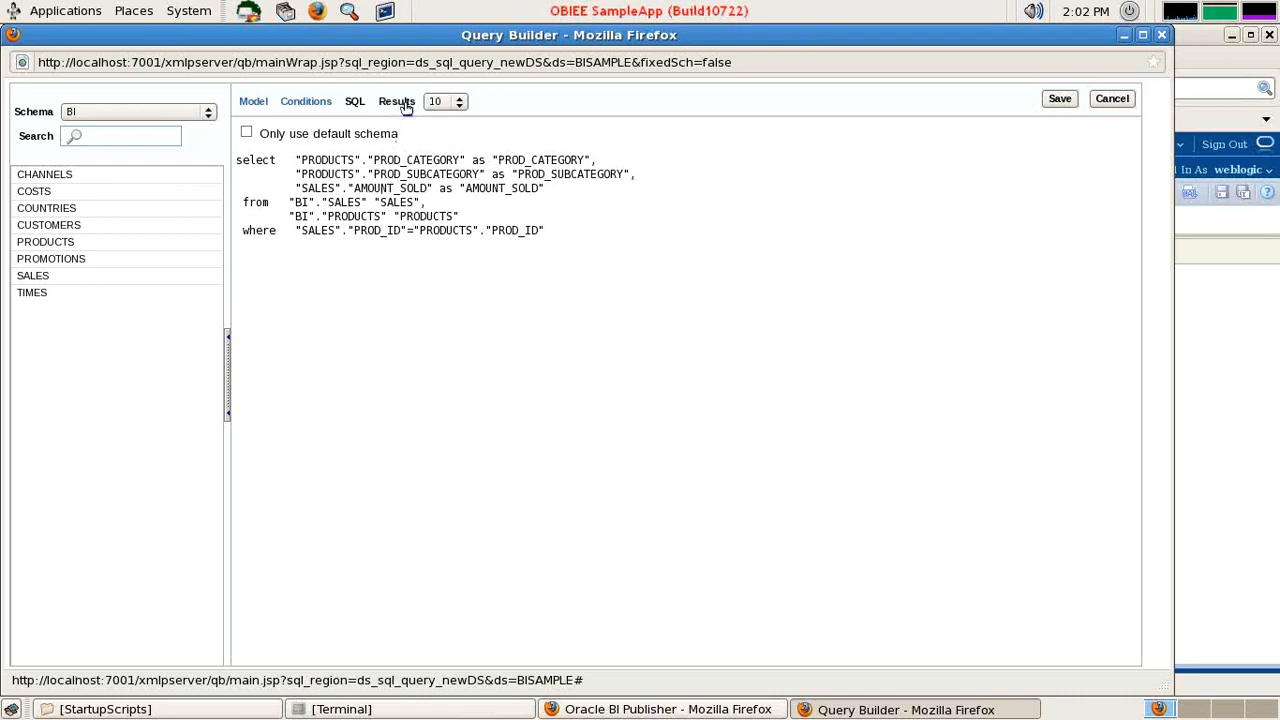 Applications Places System
OBIEE SampleApp (Build10722)
2:02 PM
Query Builder - Mozilla Firefox
http://localhost:7001/xmlpserver/qb/mainWrap.jsp?sql_region=ds_sql_query_newDS&ds=BISAMPLE&fixedSch=false
Schema BI
Search
Model Conditions SQL Results 10
Save Cancel
Only use default schema
CHANNELS
COSTS
COUNTRIES
CUSTOMERS
PRODUCTS
PROMOTIONS
SALES
TIMES
select "PRODUCTS"."PROD_CATEGORY" as "PROD_CATEGORY",
"PRODUCTS"."PROD_SUBCATEGORY" as "PROD_SUBCATEGORY",
"SALES"."AMOUNT_SOLD" as "AMOUNT_SOLD"
from "BI"."SALES" "SALES",
"BI"."PRODUCTS" "PRODUCTS"
where "SALES"."PROD_ID"="PRODUCTS"."PROD_ID"
Sign Out
In As weblogic
http://localhost:7001/xmlpserver/qb/main.jsp?sql_region=ds_sql_query_newDS&ds=BISAMPLE#
[StartupScripts] [Terminal] Oracle BI Publisher - Mozilla Firefox Query Builder - Mozilla Firefox